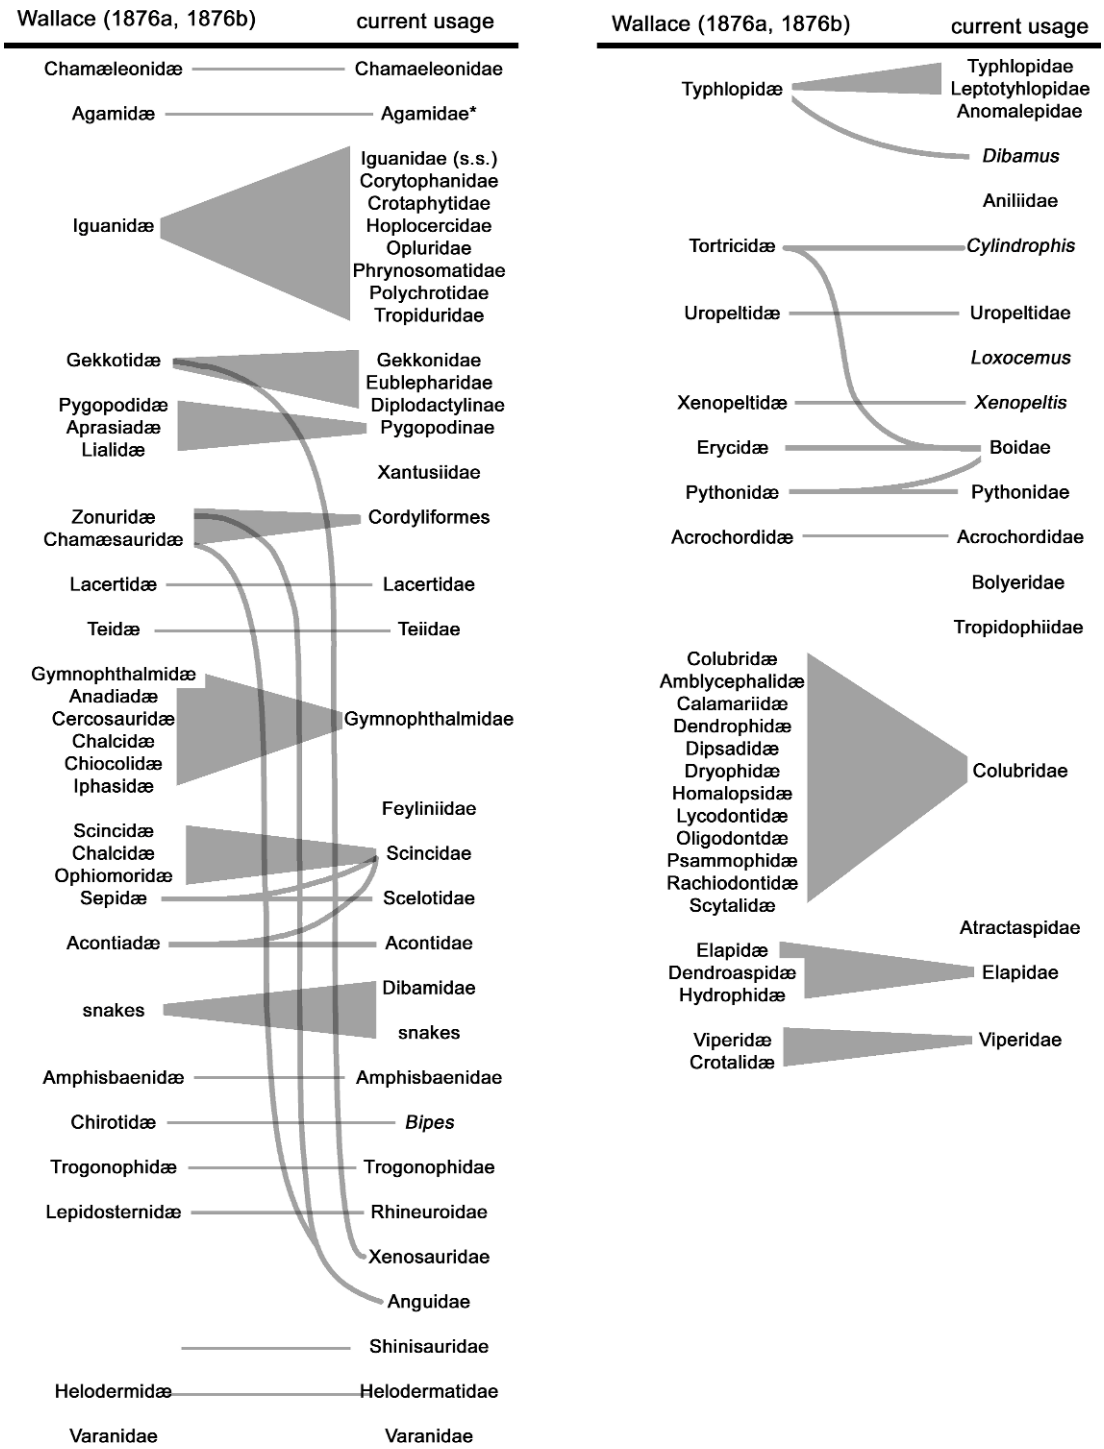 Wallace (1876a, 1876b) current usage
Chamæleonidæ Chamaeleonidae
Agamidæ Agamidae*
Iguanidae (s.s.)
Corytophanidae
Crotaphytidae
Iguanidæ Hoplocercidae
Opluridae
Phrynosomatidae
Polychrotidae
Tropiduridae
Gekkotidæ Gekkonidae
Eublepharidae
Pygopodidæ Diplodactylinae
Aprasiadæ Pygopodinae
Lialidæ
Xantusiidae
Zonuridæ Cordyliformes
Chamæsauridæ
Lacertidæ Lacertidae
Teidæ Teiidae
Gymnophthalmidæ
Anadiadæ
Cercosauridæ Gymnophthalmidae
Chalcidæ
Chiocolidæ
Iphasidæ
Feyliniidae
Scincidæ
Chalcidæ Scincidae
Ophiomoridæ
Sepidæ Scelotidae
Acontiadæ Acontidae
Dibamidae
snakes
snakes
Amphisbaenidæ Amphisbaenidae
Chirotidæ Bipes
Trogonophidæ Trogonophidae
Lepidosternidæ Rhineuroidae
Xenosauridae
Anguidae
Shinisauridae
Helodermidæ Helodermatidae
Varanidae Varanidae
Wallace (1876a, 1876b) current usage
Typhlopidae
Typhlopidæ Leptotyhlopidae
Anomalepidae
Dibamus
Aniliidae
Tortricidæ Cylindrophis
Uropeltidæ Uropeltidae
Loxocemus
Xenopeltidæ Xenopeltis
Erycidæ Boidae
Pythonidæ Pythonidae
Acrochordidæ Acrochordidae
Bolyeridae
Tropidophiidae
Colubridæ
Amblycephalidæ
Calamariidæ
Dendrophidæ
Dipsadidæ
Dryophidæ Colubridae
Homalopsidæ
Lycodontidæ
Oligodontdæ
Psammophidæ
Rachiodontidæ
Scytalidæ
Atractaspidae
Elapidæ
Dendroaspidæ Elapidae
Hydrophidæ
Viperidæ Viperidae
Crotalidæ